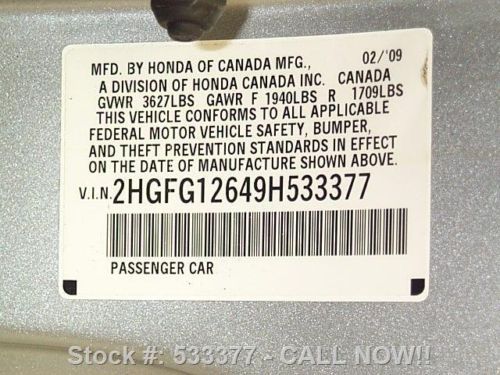 MFD. BY HONDA OF CANADA MFG., 02/'09
A DIVISION OF HONDA CANADA INC. CANADA
GVWR 3627LBS GAWR F 1940LBS R 1709LBS
THIS VEHICLE CONFORMS TO ALL APPLICABLE
FEDERAL MOTOR VEHICLE SAFETY, BUMPER,
AND THEFT PREVENTION STANDARDS IN EFFECT
ON THE DATE OF MANUFACTURE SHOWN ABOVE.
V.I.N. 2HGFG12649H533377
PASSENGER CAR
Stock #: 533377 - CALL NOW!!